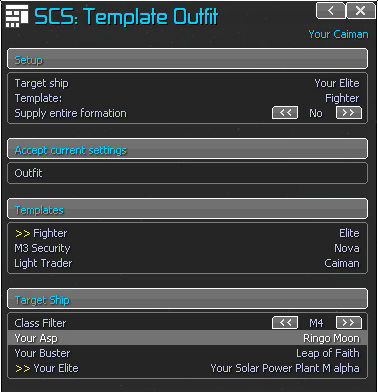 SCS: Template Outfit
Your Caiman
Setup
Target ship Your Elite
Template: Fighter
Supply entire formation << No >>
Accept current settings
Outfit
Templates
>> Fighter Elite
M3 Security Nova
Light Trader Caiman
Target Ship
Class Filter << M4 >>
Your Asp Ringo Moon
Your Buster Leap of Faith
>> Your Elite Your Solar Power Plant M alpha